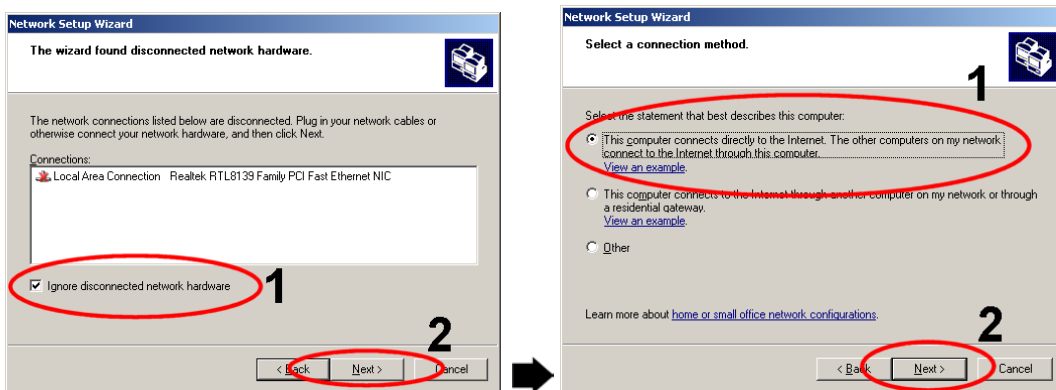 Network Setup Wizard
The wizard found disconnected network hardware.
The network connections listed below are disconnected. Plug in your network cables or
otherwise connect your network hardware, and then click Next.
Connections:
Local Area Connection Realtek RTL8139 Family PCI Fast Ethernet NIC
Ignore disconnected network hardware
1
2
< Back Next > Cancel
Network Setup Wizard
Select a connection method.
1
Select the statement that best describes this computer:
This computer connects directly to the Internet. The other computers on my network
connect to the Internet through this computer.
View an example.
This computer connects to the Internet through another computer on my network or through
a residential gateway.
View an example.
Other
Learn more about home or small office network configurations.
2
< Back Next > Cancel